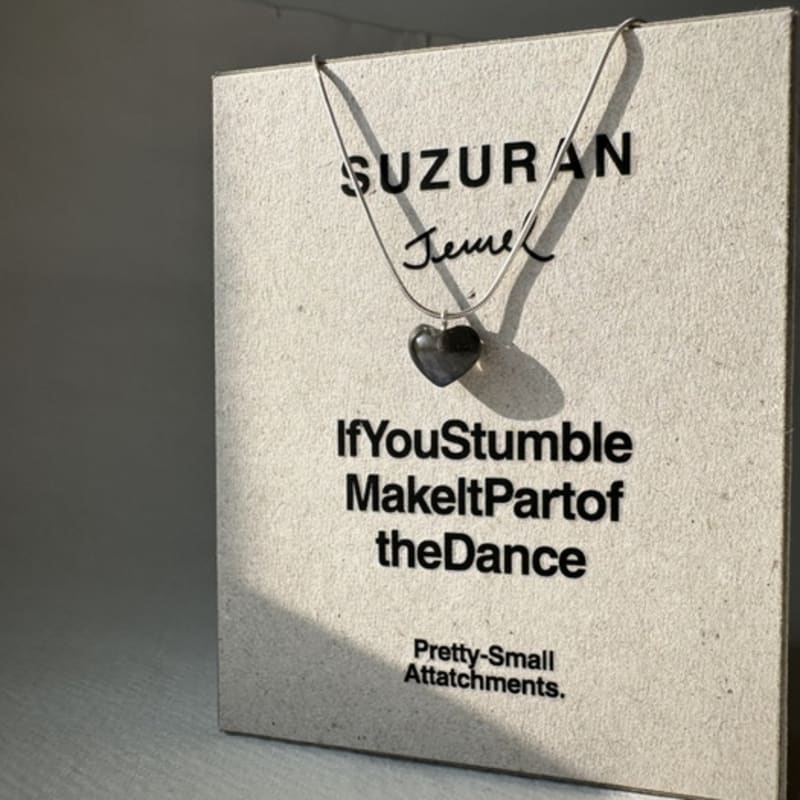 SUZURAN
Jewel
IfYouStumble
MakeItPartof
theDance
Pretty-Small
Attatchments.